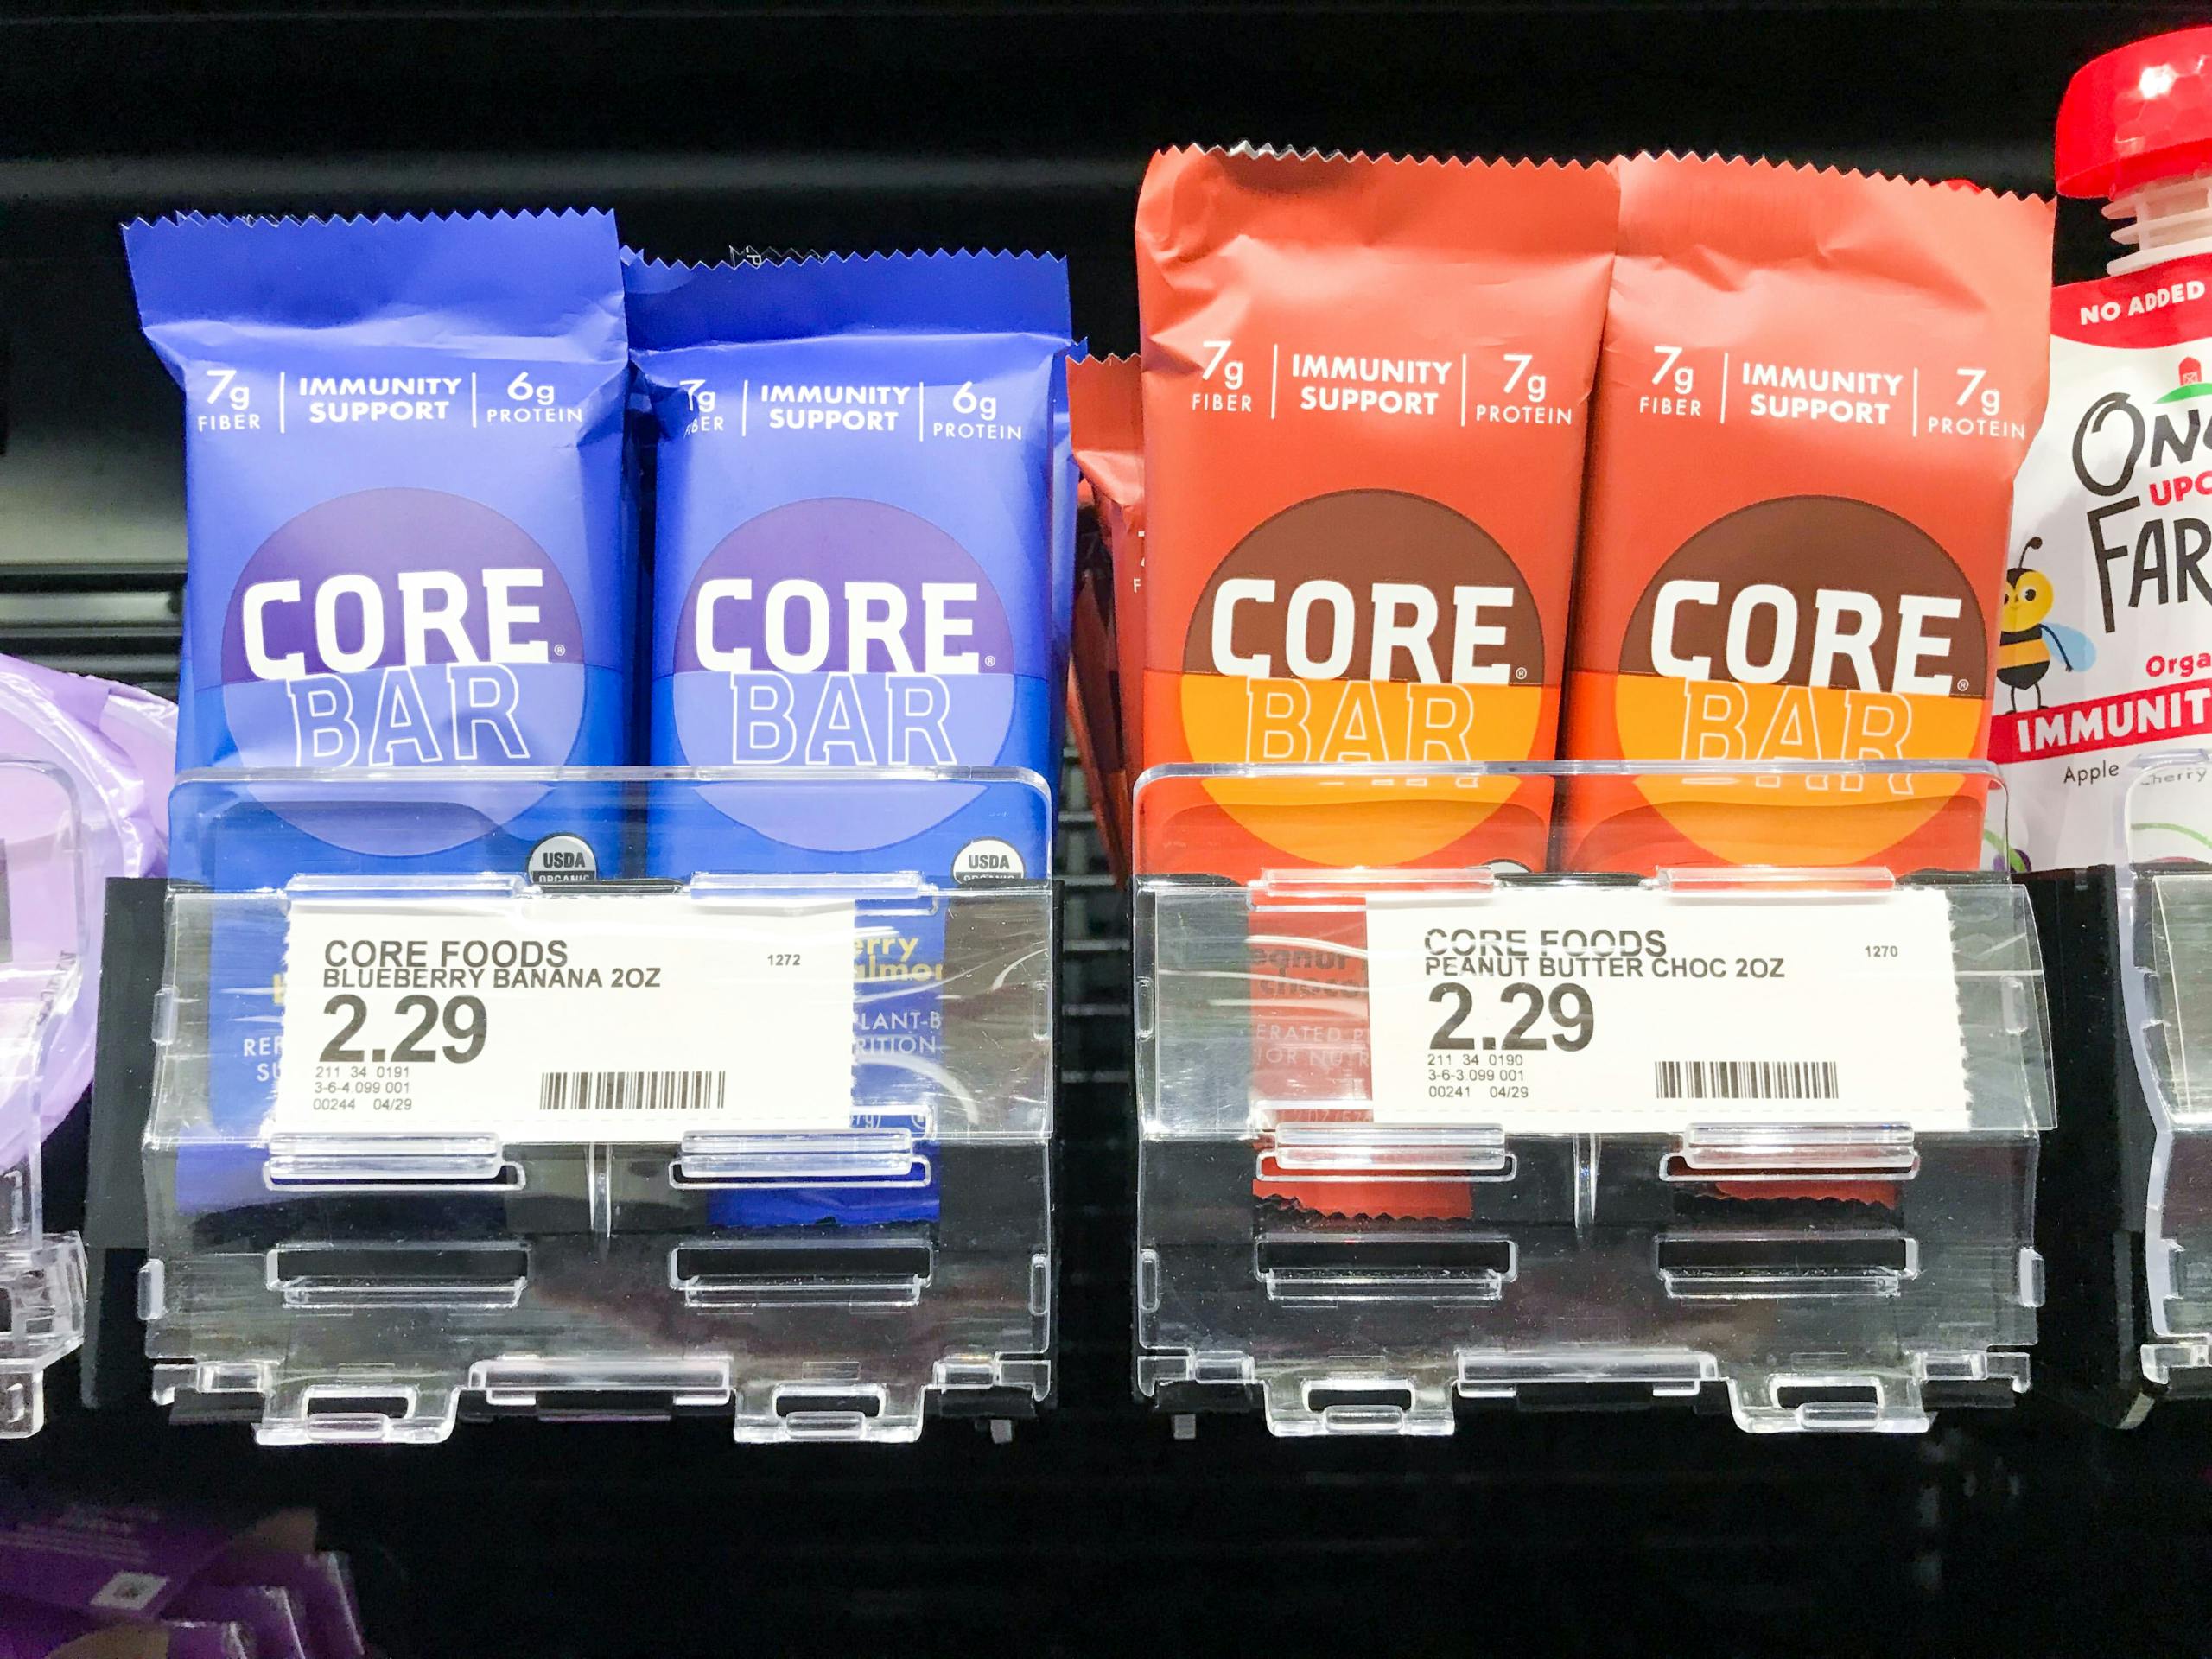 7g
FIBER
IMMUNITY
SUPPORT
6g
PROTEIN
CORE®
BAR
USDA
ORGANIC
7g
IMMUNITY
SUPPORT
6g
PROTEIN
CORE®
BAR
USDA
ORGANIC
7g
FIBER
IMMUNITY
SUPPORT
7g
PROTEIN
CORE®
BAR
7g
FIBER
IMMUNITY
SUPPORT
7g
PROTEIN
CORE®
BAR
NO ADDED
IMMUNIT
Apple
CORE FOODS 1272
BLUEBERRY BANANA 2OZ
2.29
211 34 0191
3-6-4 099 001
00244 04/29
CORE FOODS 1270
PEANUT BUTTER CHOC 2OZ
2.29
211 34 0190
3-6-3 099 001
00241 04/29